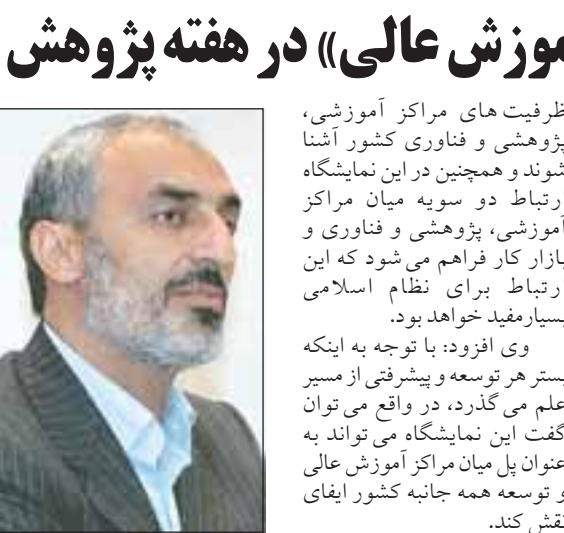 موزش عالی» در هفته پژوهش
ظرفیت های مراکز آموزشی،
پژوهشی و فناوری کشور آشنا
شوند و همچنین در این نمایشگاه
ارتباط دو سویه میان مراکز
آموزشی، پژوهشی و فناوری و
بازار کار فراهم می شود که این
ارتباط برای نظام اسلامی
بسیارمفید خواهد بود.
وی افزود: با توجه به اینکه
بستر هر توسعه و پیشرفتی از مسیر
علم می گذرد، در واقع می توان
گفت این نمایشگاه می تواند به
عنوان پل میان مراکز آموزش عالی
و توسعه همه جانبه کشور ایفای
نقش کند.